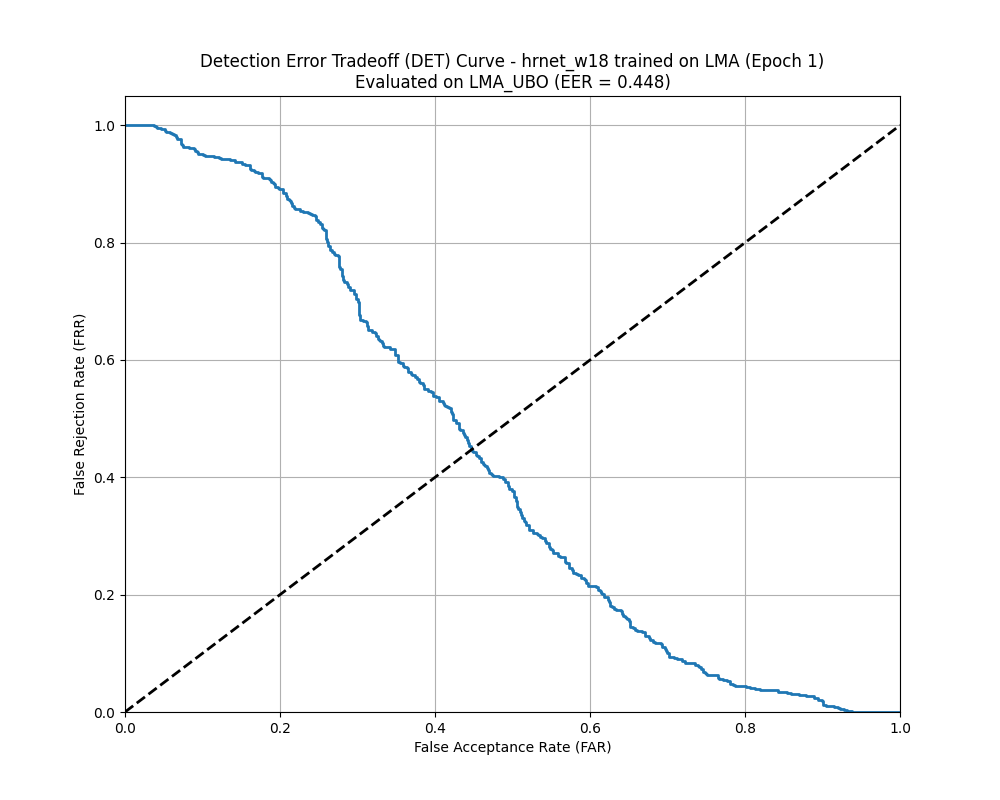 Detection Error Tradeoff (DET) Curve - hrnet_w18 trained on LMA (Epoch 1)
Evaluated on LMA_UBO (EER = 0.448)
1.0
0.8
0.6
0.4
0.2
0.0
False Rejection Rate (FRR)
0.0 0.2 0.4 0.6 0.8 1.0
False Acceptance Rate (FAR)